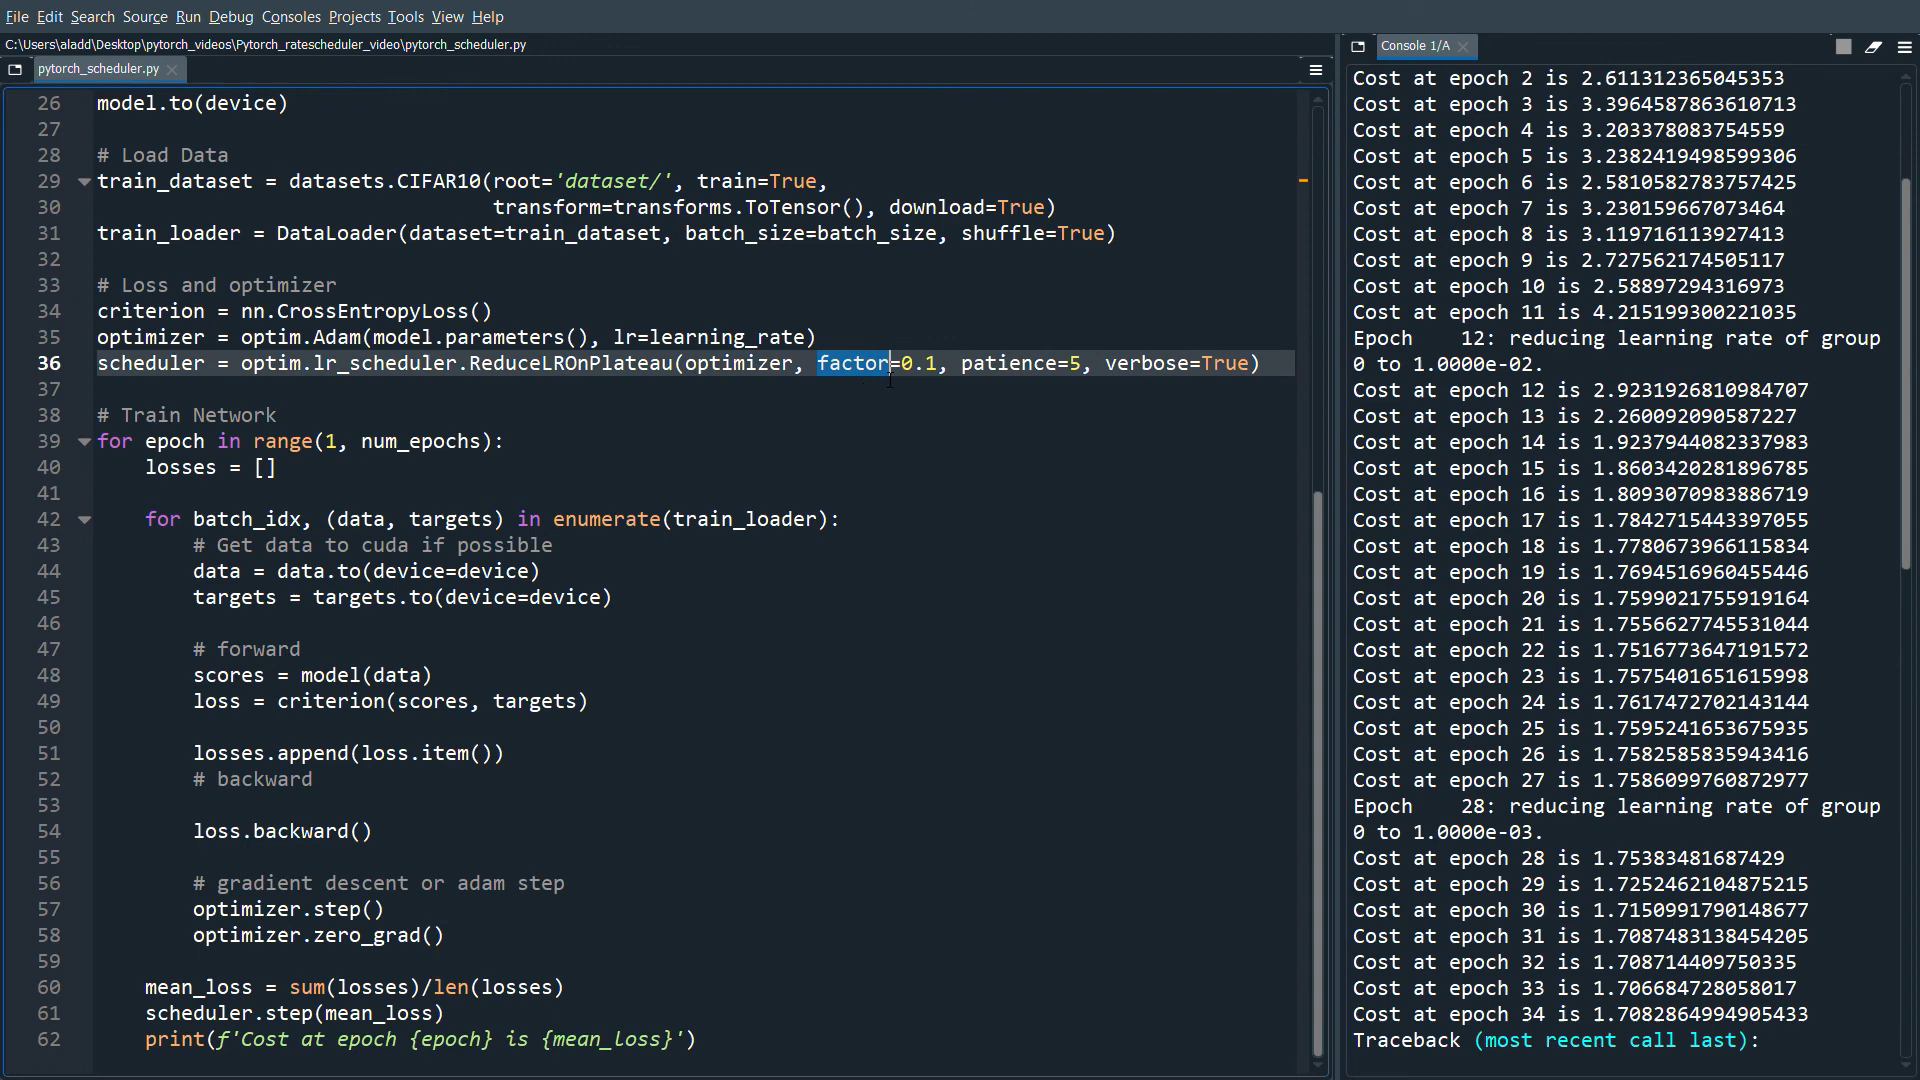 File Edit Search Source Run Debug Consoles Projects Tools View Help
C:\Users\aladd\Desktop\pytorch_videos\Pytorch_ratescheduler_video\pytorch_scheduler.py
pytorch_scheduler.py
26 model.to(device)
27
28 # Load Data
29 train_dataset = datasets.CIFAR10(root='dataset/', train=True,
30 transform=transforms.ToTensor(), download=True)
31 train_loader = DataLoader(dataset=train_dataset, batch_size=batch_size, shuffle=True)
32
33 # Loss and optimizer
34 criterion = nn.CrossEntropyLoss()
35 optimizer = optim.Adam(model.parameters(), lr=learning_rate)
36 scheduler = optim.lr_scheduler.ReduceLROnPlateau(optimizer, factor=0.1, patience=5, verbose=True)
37
38 # Train Network
39 for epoch in range(1, num_epochs):
40 losses = []
41
42 for batch_idx, (data, targets) in enumerate(train_loader):
43 # Get data to cuda if possible
44 data = data.to(device=device)
45 targets = targets.to(device=device)
46
47 # forward
48 scores = model(data)
49 loss = criterion(scores, targets)
50
51 losses.append(loss.item())
52 # backward
53
54 loss.backward()
55
56 # gradient descent or adam step
57 optimizer.step()
58 optimizer.zero_grad()
59
60 mean_loss = sum(losses)/len(losses)
61 scheduler.step(mean_loss)
62 print(f'Cost at epoch {epoch} is {mean_loss}')
Console 1/A
Cost at epoch 2 is 2.611312365045353
Cost at epoch 3 is 3.3964587863610713
Cost at epoch 4 is 3.203378083754559
Cost at epoch 5 is 3.23824194985993​06
Cost at epoch 6 is 2.5810582783757425
Cost at epoch 7 is 3.230159667073464
Cost at epoch 8 is 3.119716113927413
Cost at epoch 9 is 2.727562174505117
Cost at epoch 10 is 2.58897294316973
Cost at epoch 11 is 4.215199300221035
Epoch 12: reducing learning rate of group
0 to 1.0000e-02.
Cost at epoch 12 is 2.9231926810984707
Cost at epoch 13 is 2.260092090587227
Cost at epoch 14 is 1.9237944082337983
Cost at epoch 15 is 1.8603420281896785
Cost at epoch 16 is 1.8093070983886719
Cost at epoch 17 is 1.7842715443397055
Cost at epoch 18 is 1.7780673966115834
Cost at epoch 19 is 1.7694516960455446
Cost at epoch 20 is 1.7599021755919164
Cost at epoch 21 is 1.7556627745531044
Cost at epoch 22 is 1.7516773647191572
Cost at epoch 23 is 1.7575401651615998
Cost at epoch 24 is 1.7617472702143144
Cost at epoch 25 is 1.7595241653675935
Cost at epoch 26 is 1.7582585835943416
Cost at epoch 27 is 1.7586099760872977
Epoch 28: reducing learning rate of group
0 to 1.0000e-03.
Cost at epoch 28 is 1.75383481687429
Cost at epoch 29 is 1.7252462104875215
Cost at epoch 30 is 1.7150991790148677
Cost at epoch 31 is 1.7087483138454205
Cost at epoch 32 is 1.708714409750335
Cost at epoch 33 is 1.706684728058017
Cost at epoch 34 is 1.7082864994905433
Traceback (most recent call last):